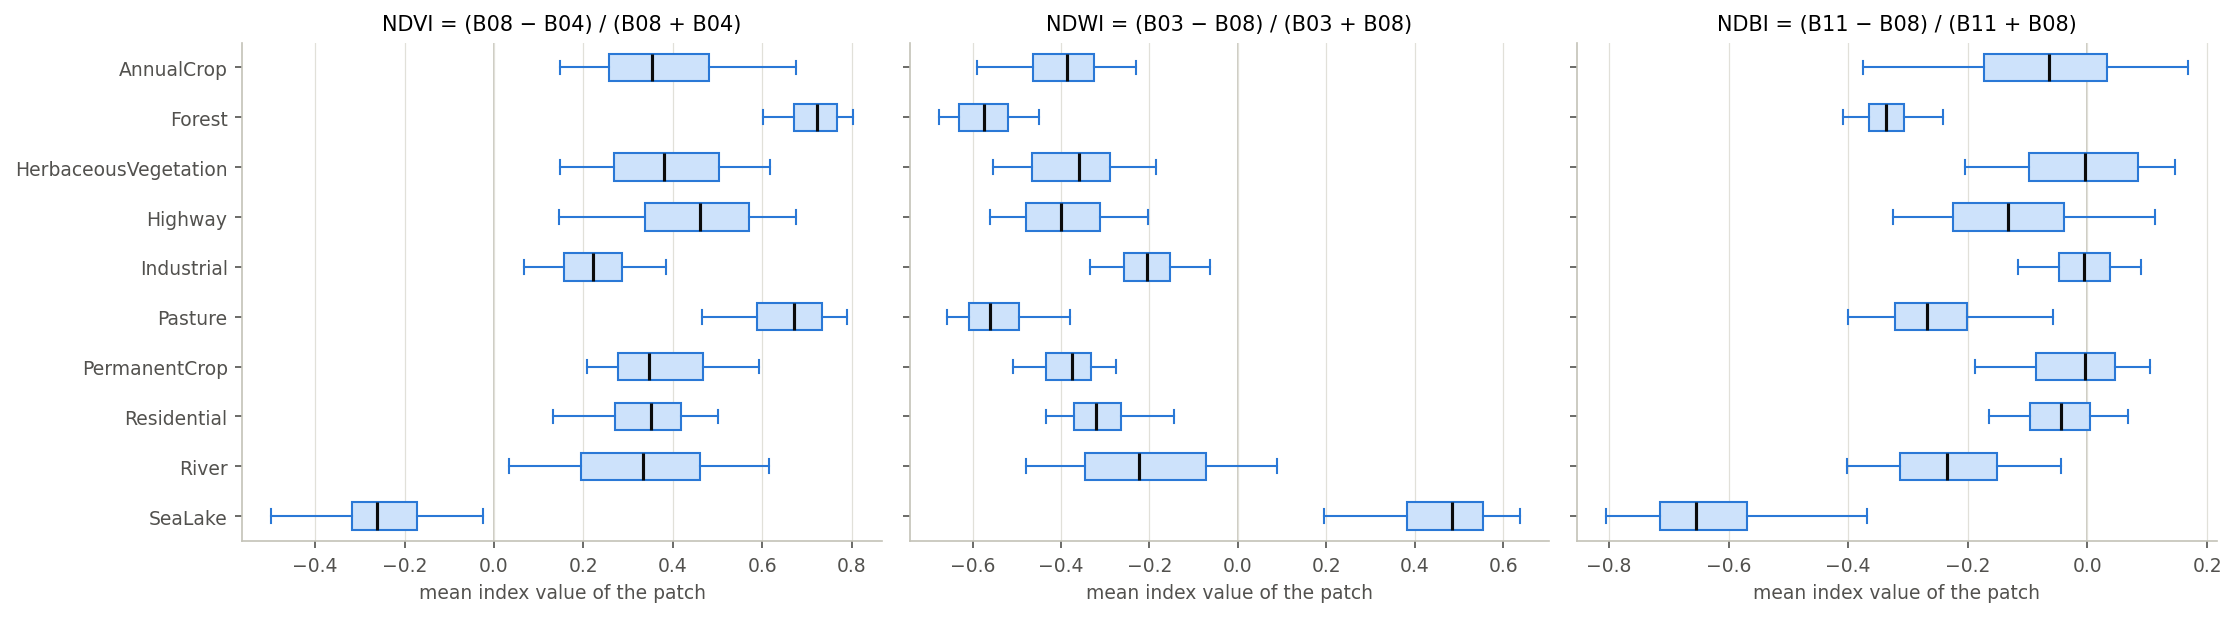 NDVI = (B08 − B04) / (B08 + B04)
NDWI = (B03 − B08) / (B03 + B08)
NDBI = (B11 − B08) / (B11 + B08)
AnnualCrop
Forest
HerbaceousVegetation
Highway
Industrial
Pasture
PermanentCrop
Residential
River
SeaLake
−0.4 −0.2 0.0 0.2 0.4 0.6 0.8
−0.6 −0.4 −0.2 0.0 0.2 0.4 0.6
−0.8 −0.6 −0.4 −0.2 0.0 0.2
mean index value of the patch
mean index value of the patch
mean index value of the patch